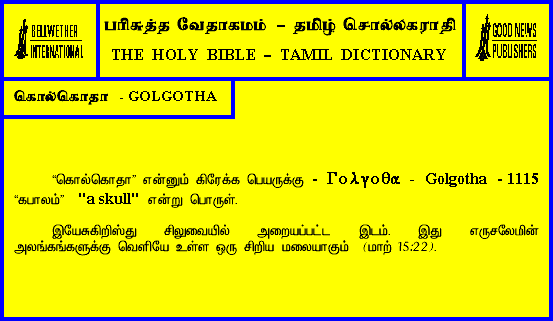 BELLWETHER
INTERNATIONAL
பரிசுத்த வேதாகமம் – தமிழ் சொல்லகராதி
THE HOLY BIBLE – TAMIL DICTIONARY
GOOD NEWS
PUBLISHERS
கொல்கொதா - GOLGOTHA
“கொல்கொதா” என்னும் கிரேக்க பெயருக்கு - Γολγοθα - Golgotha - 1115
“கபாலம்” "a skull" என்று பொருள்.
இயேசுகிறிஸ்து சிலுவையில் அறையப்பட்ட இடம். இது எருசலேமின்
அலங்கங்களுக்கு வெளியே உள்ள ஒரு சிறிய மலையாகும் (மாற் 15:22).